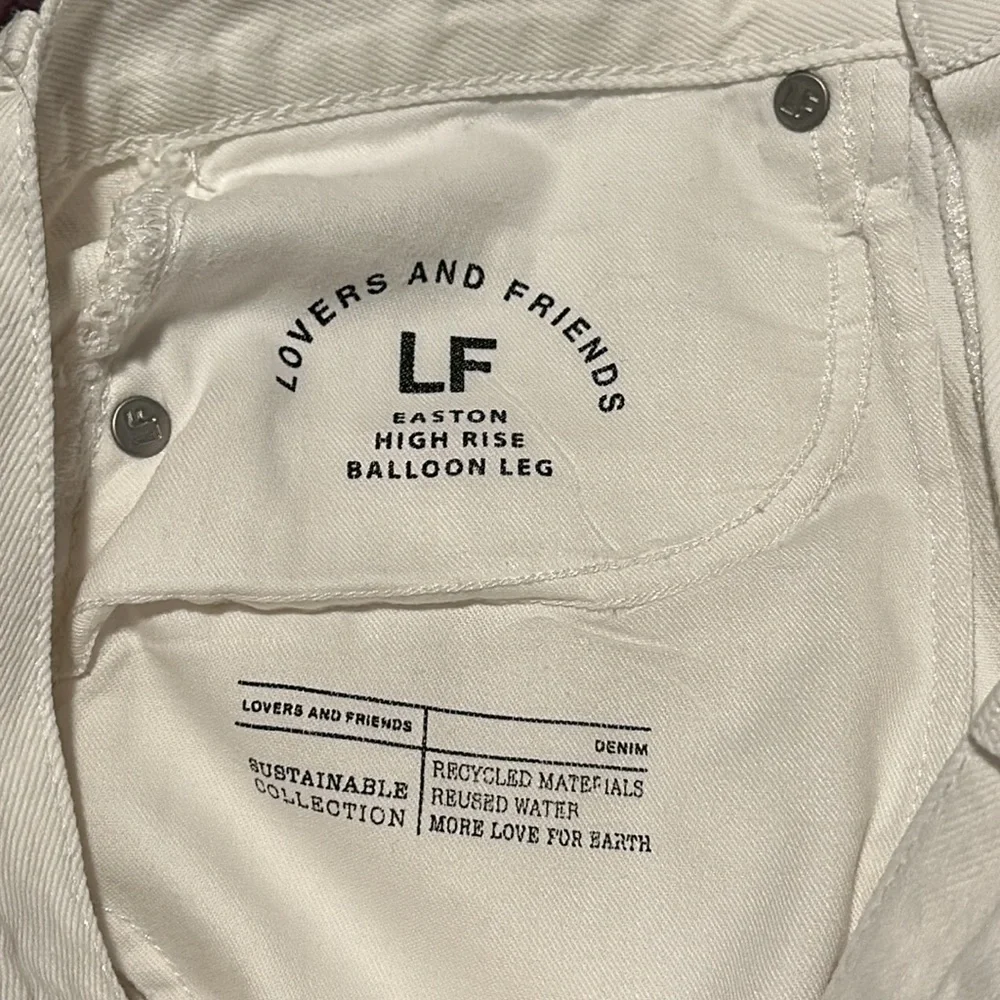 LF
LOVERS AND FRIENDS
LF
EASTON
HIGH RISE
BALLOON LEG
LF
LOVERS AND FRIENDS
DENIM
SUSTAINABLE
COLLECTION
RECYCLED MATERIALS
REUSED WATER
MORE LOVE FOR EARTH